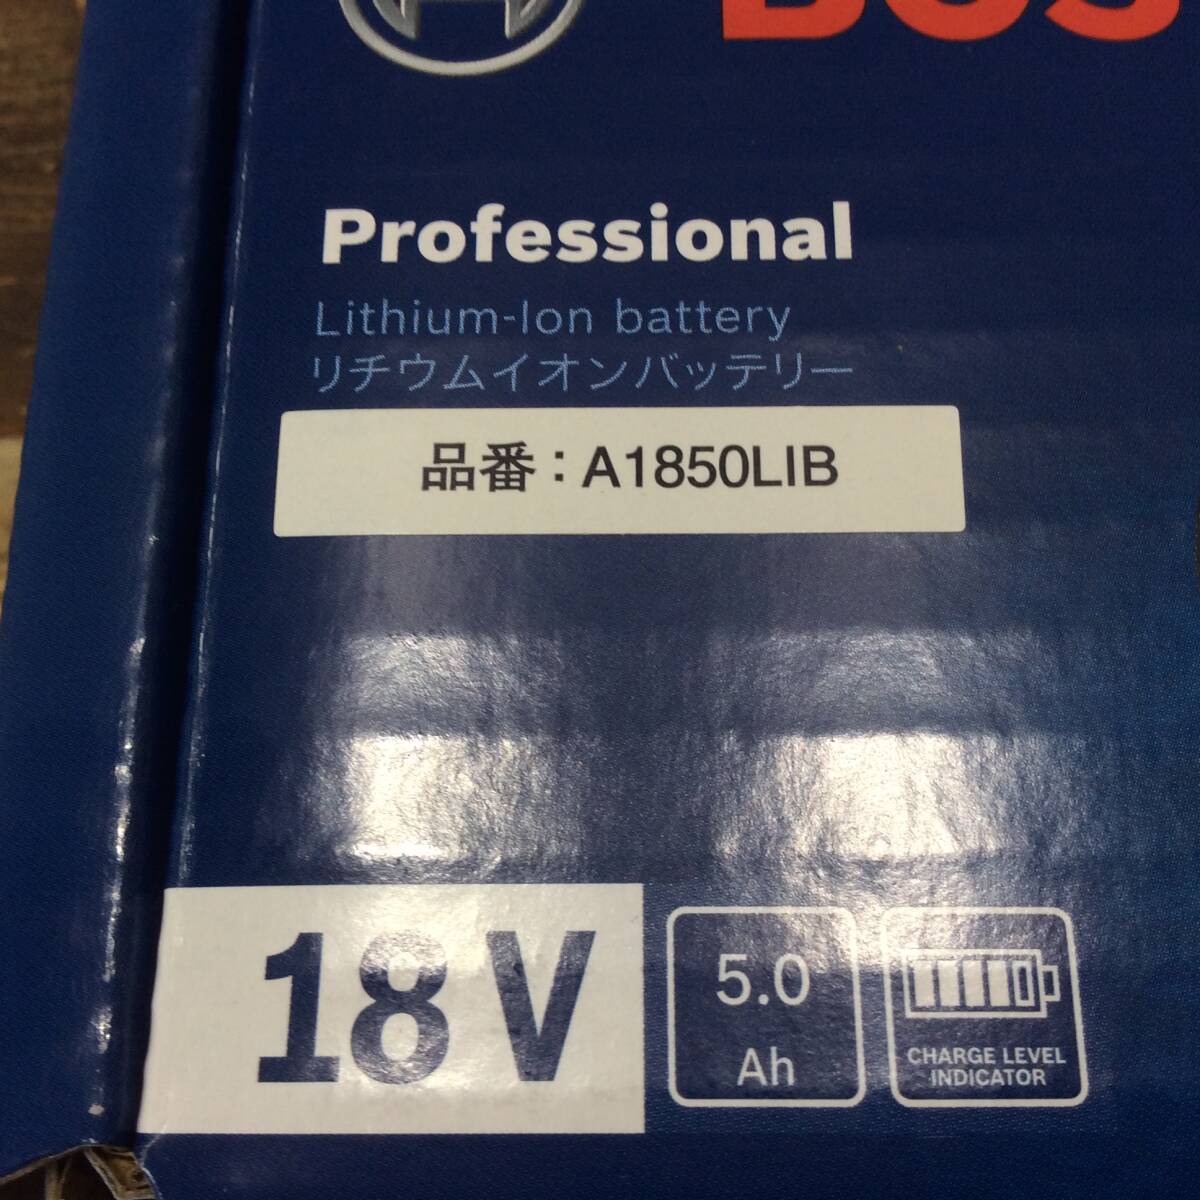 BOS
Professional
Lithium-Ion battery
リチウムイオンバッテリー
品番：A1850LIB
18 V
5.0
Ah
CHARGE LEVEL
INDICATOR